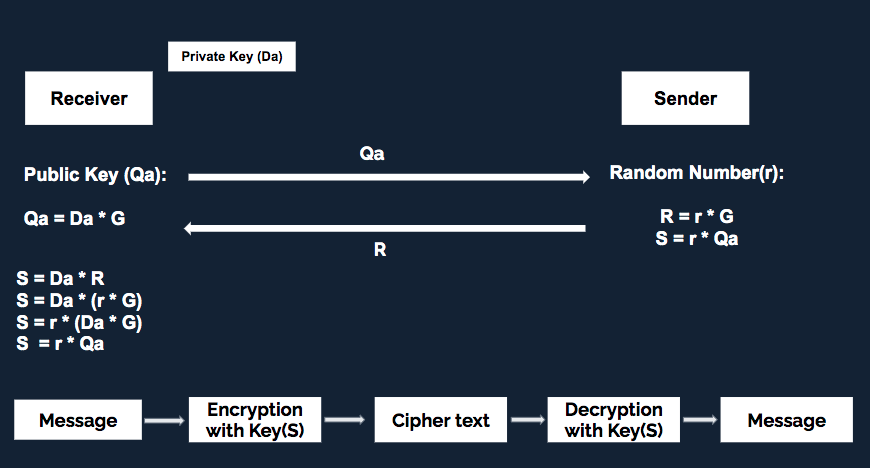 Private Key (Da)
Receiver
Sender
Qa
Public Key (Qa):
Random Number(r):
Qa = Da * G
R = r * G
S = r * Qa
R
S = Da * R
S = Da * (r * G)
S = r * (Da * G)
S = r * Qa
Message
Encryption
with Key(S)
Cipher text
Decryption
with Key(S)
Message